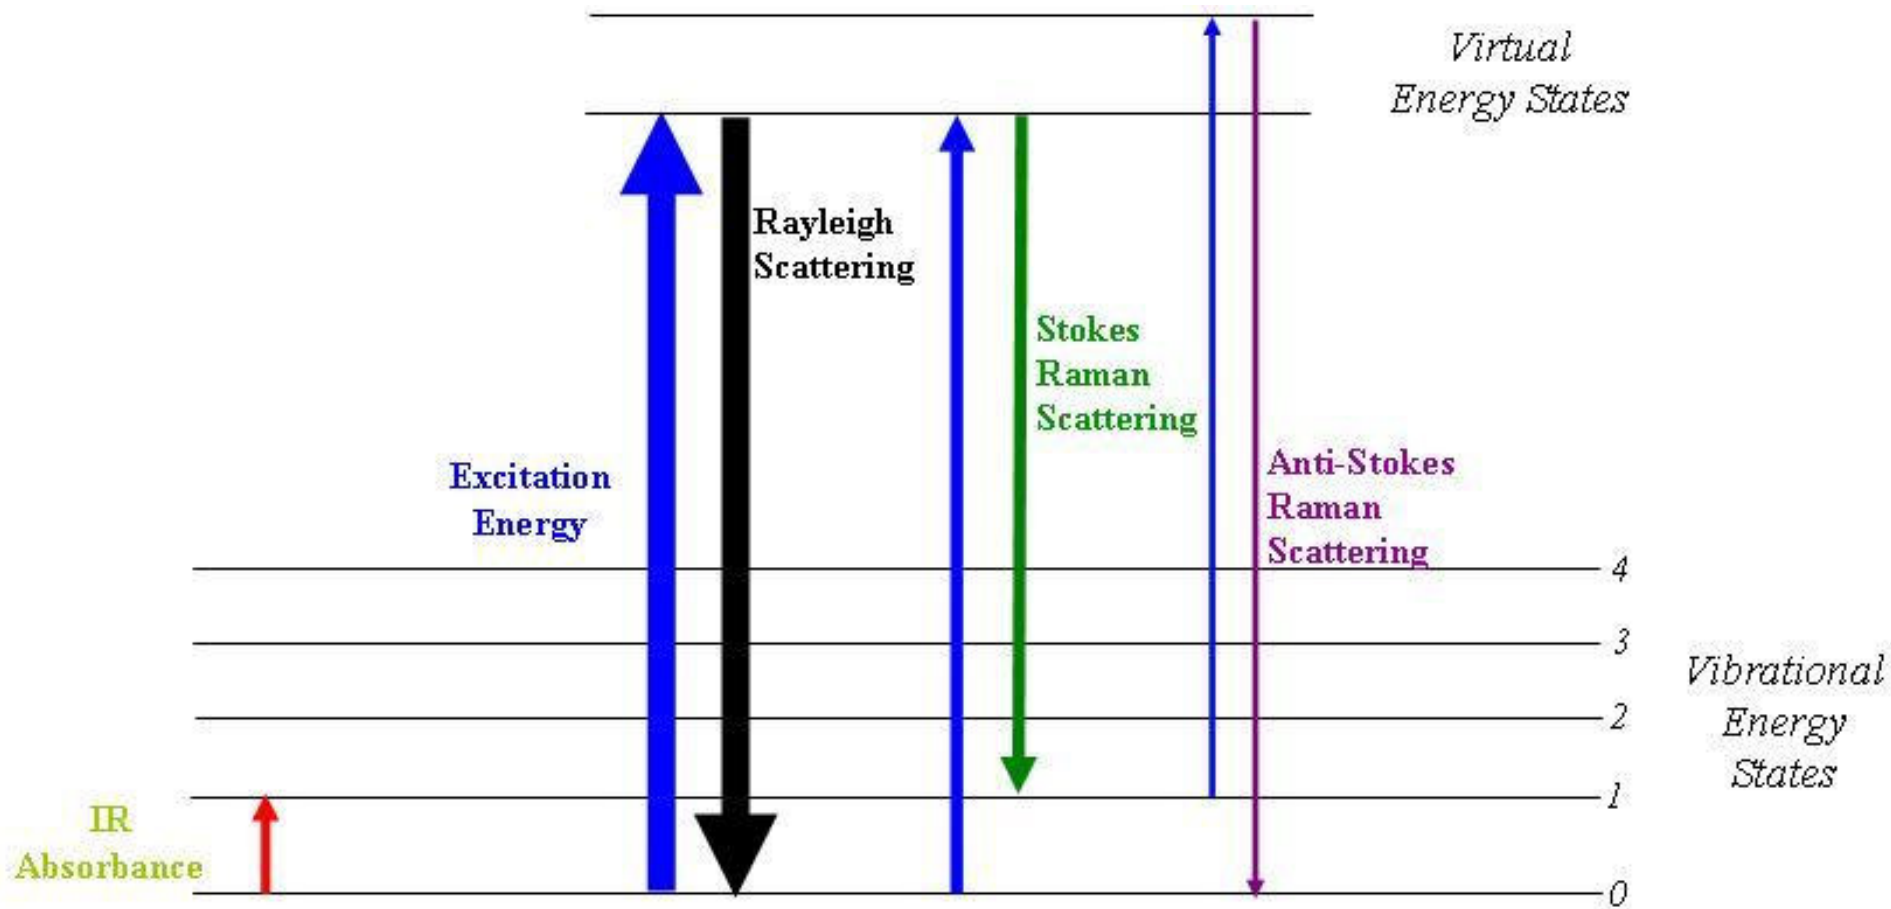 Virtual
Energy States
Rayleigh
Scattering
Stokes
Raman
Scattering
Excitation
Energy
Anti-Stokes
Raman
Scattering
4
3
2
1
0
Vibrational
Energy
States
IR
Absorbance